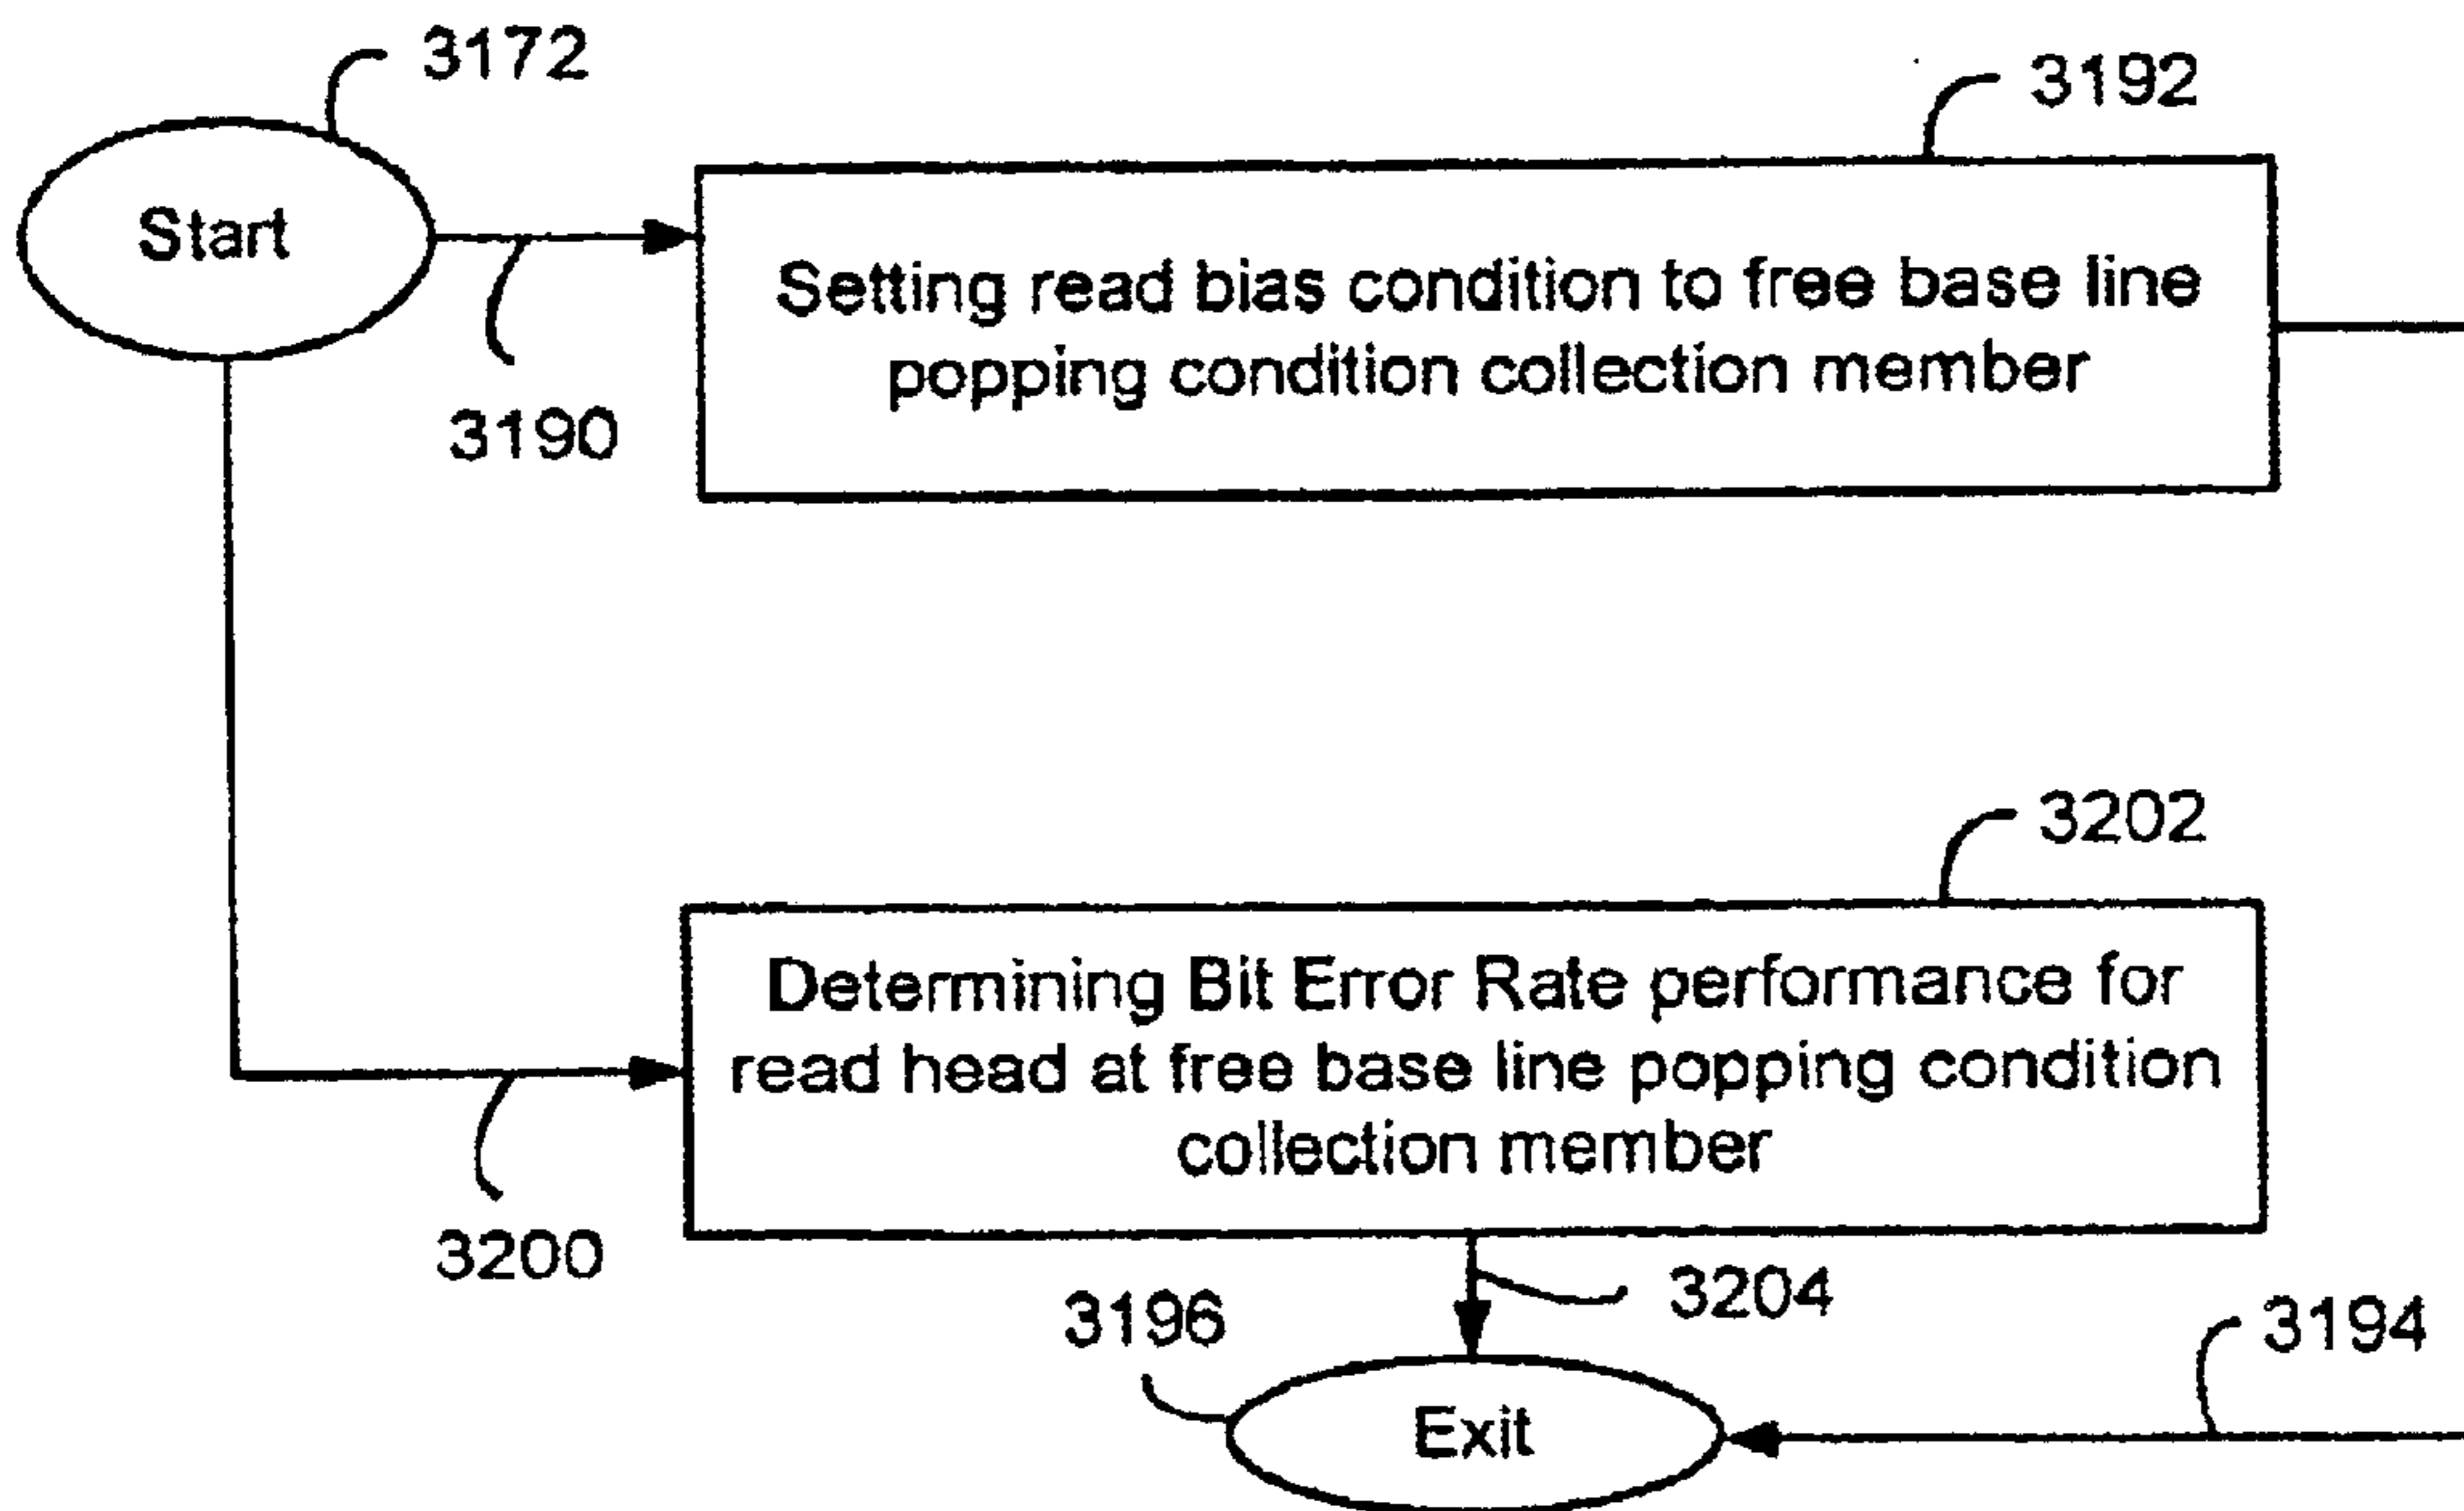 3172
3192
Start
Setting read bias condition to free base line
popping condition collection member
3190
3202
Determining Bit Error Rate performance for
read head at free base line popping condition
collection member
3200
3204
3196
3194
Exit